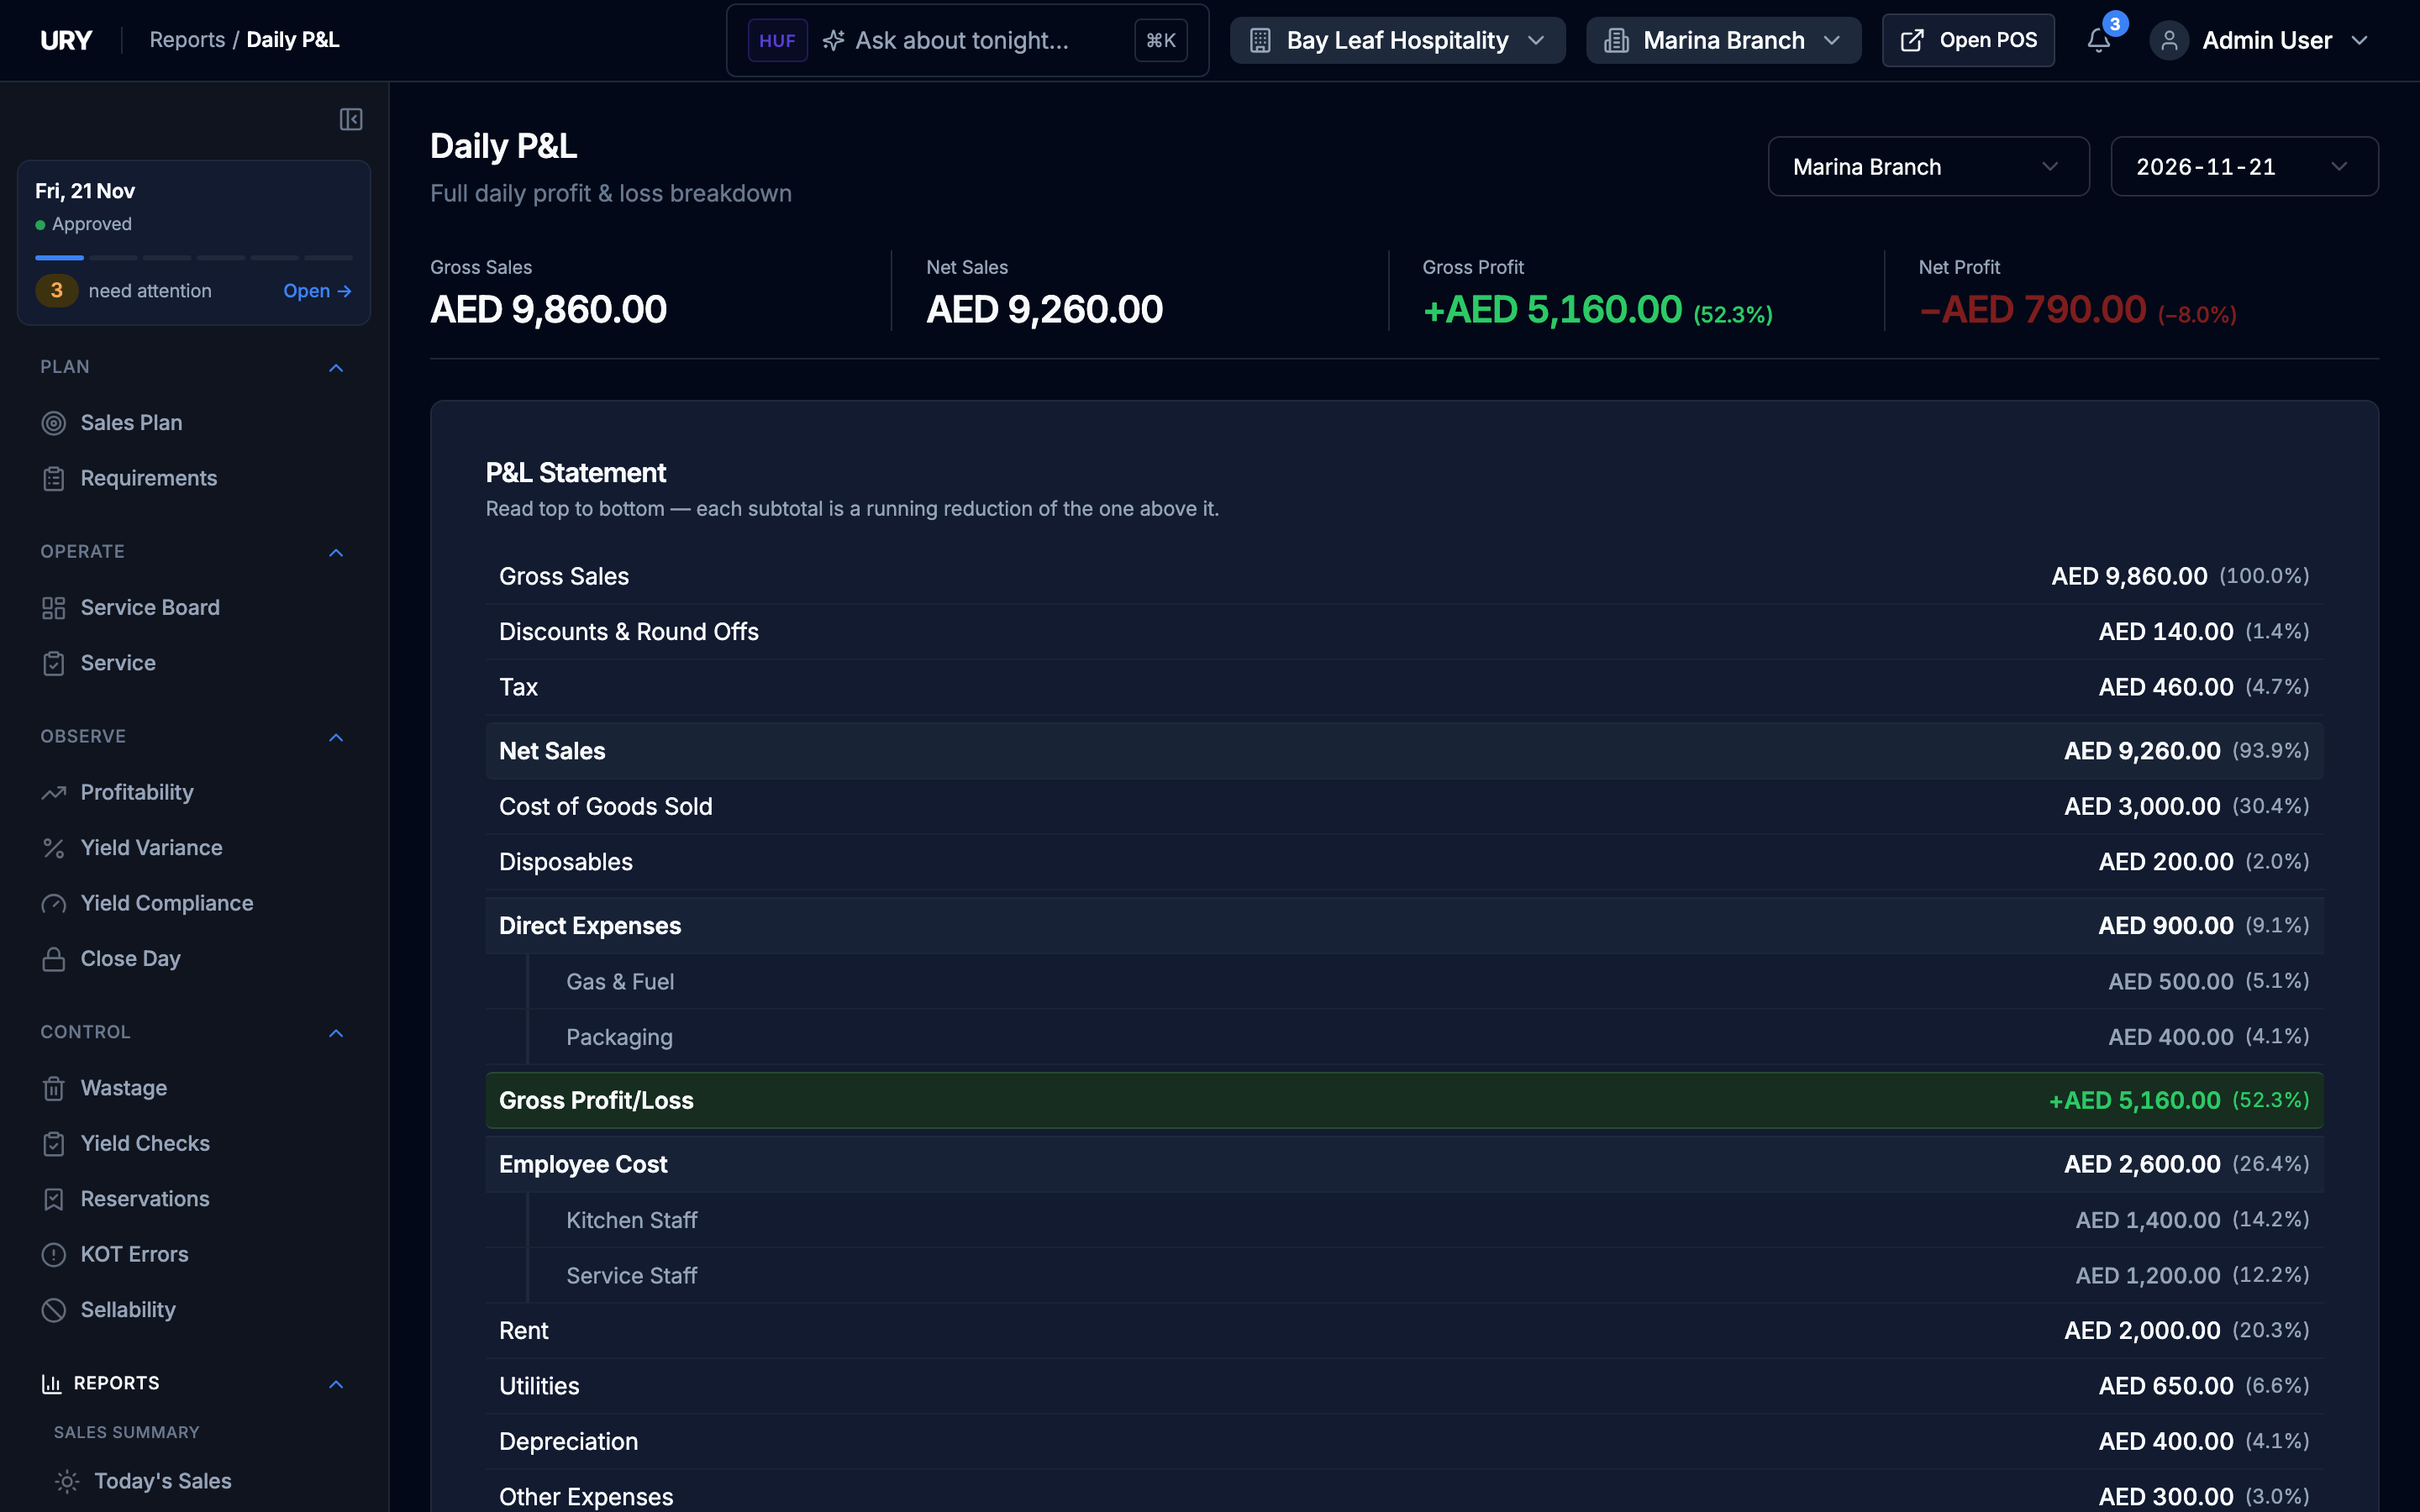 URY
Reports / Daily P&L
HUF
Ask about tonight...
⌘K
Bay Leaf Hospitality
Marina Branch
Open POS
3
Admin User
Fri, 21 Nov
Approved
3 need attention
Open →
PLAN
Sales Plan
Requirements
OPERATE
Service Board
Service
OBSERVE
Profitability
Yield Variance
Yield Compliance
Close Day
CONTROL
Wastage
Yield Checks
Reservations
KOT Errors
Sellability
REPORTS
SALES SUMMARY
Today's Sales
Daily P&L
Full daily profit & loss breakdown
Marina Branch
2026-11-21
Gross Sales
AED 9,860.00
Net Sales
AED 9,260.00
Gross Profit
+AED 5,160.00 (52.3%)
Net Profit
−AED 790.00 (−8.0%)
P&L Statement
Read top to bottom — each subtotal is a running reduction of the one above it.
Gross Sales AED 9,860.00 (100.0%)
Discounts & Round Offs AED 140.00 (1.4%)
Tax AED 460.00 (4.7%)
Net Sales AED 9,260.00 (93.9%)
Cost of Goods Sold AED 3,000.00 (30.4%)
Disposables AED 200.00 (2.0%)
Direct Expenses AED 900.00 (9.1%)
Gas & Fuel AED 500.00 (5.1%)
Packaging AED 400.00 (4.1%)
Gross Profit/Loss +AED 5,160.00 (52.3%)
Employee Cost AED 2,600.00 (26.4%)
Kitchen Staff AED 1,400.00 (14.2%)
Service Staff AED 1,200.00 (12.2%)
Rent AED 2,000.00 (20.3%)
Utilities AED 650.00 (6.6%)
Depreciation AED 400.00 (4.1%)
Other Expenses AED 300.00 (3.0%)